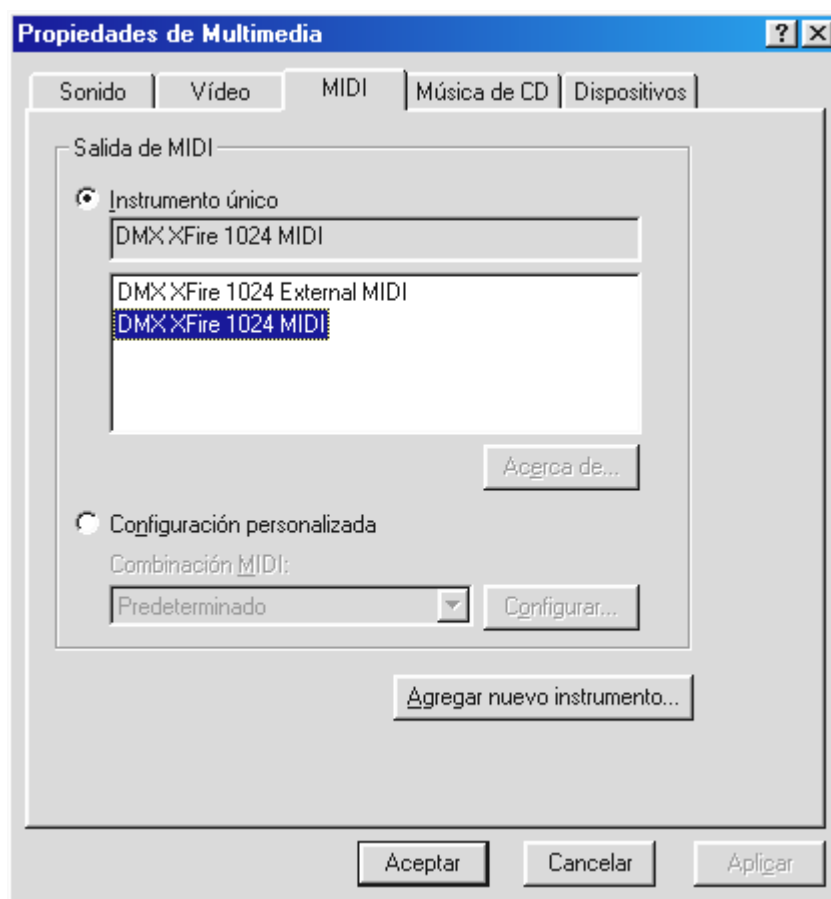 Propiedades de Multimedia
Sonido Vídeo MIDI Música de CD Dispositivos
Salida de MIDI
Instrumento único
DMX XFire 1024 MIDI
DMX XFire 1024 External MIDI
DMX XFire 1024 MIDI
Acerca de...
Configuración personalizada
Combinación MIDI:
Predeterminado Configurar...
Agregar nuevo instrumento...
Aceptar Cancelar Aplicar